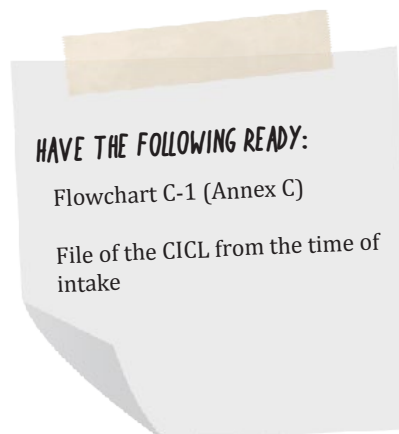 HAVE THE FOLLOWING READY:
Flowchart C-1 (Annex C)
File of the CICL from the time of
intake